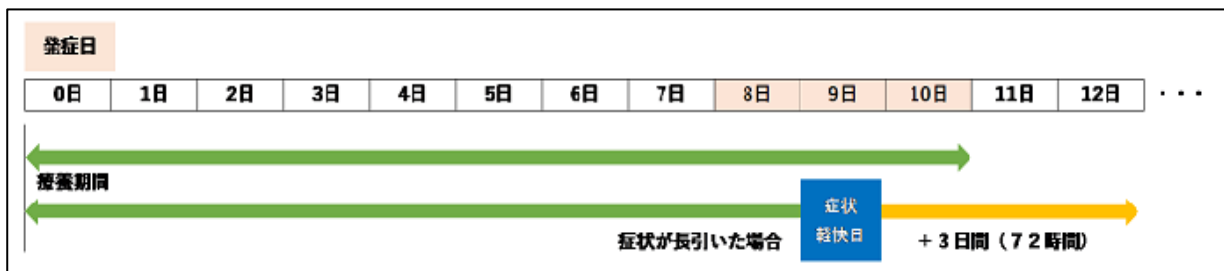 発症日
0日 1日 2日 3日 4日 5日 6日 7日 8日 9日 10日 11日 12日 ・・・
療養期間
症状
軽快日
症状が長引いた場合
＋３日間（７２時間）